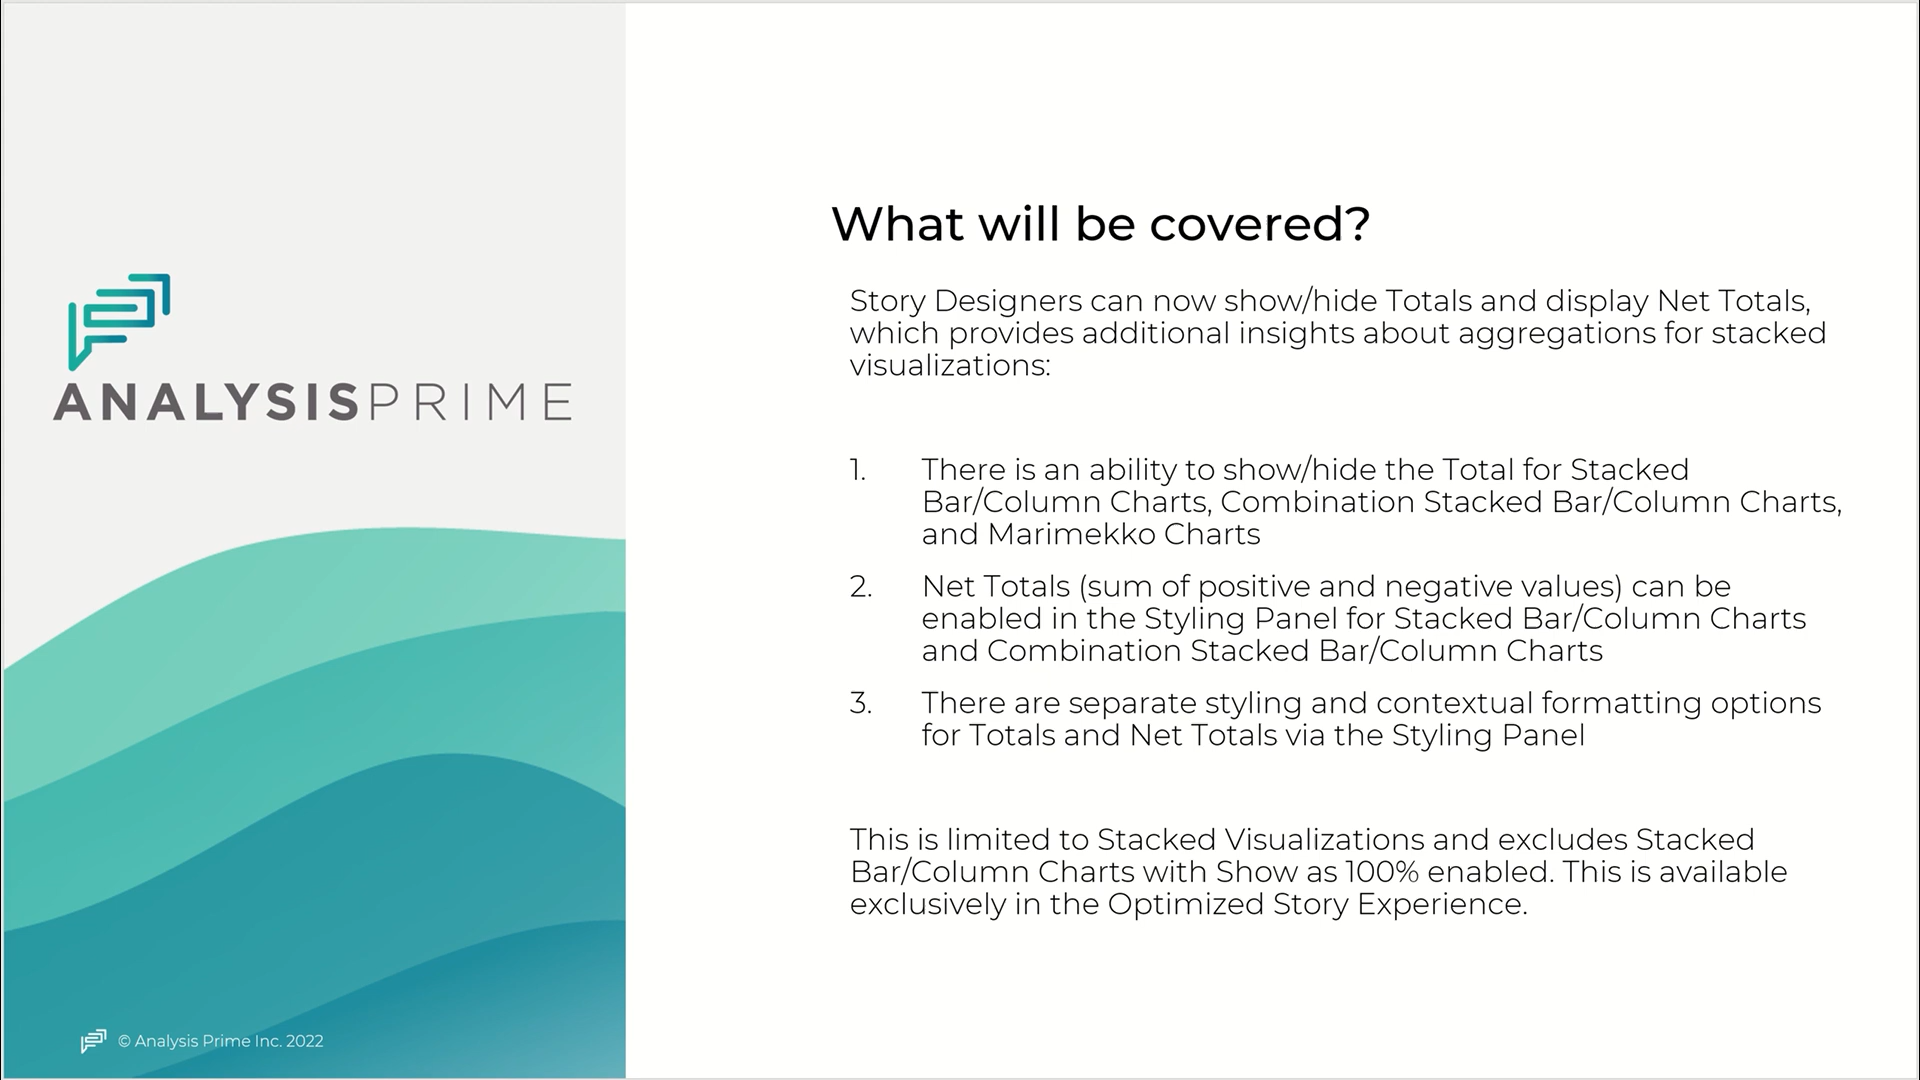 What will be covered?
Story Designers can now show/hide Totals and display Net Totals,
which provides additional insights about aggregations for stacked
visualizations:
1. There is an ability to show/hide the Total for Stacked
Bar/Column Charts, Combination Stacked Bar/Column Charts,
and Marimekko Charts
2. Net Totals (sum of positive and negative values) can be
enabled in the Styling Panel for Stacked Bar/Column Charts
and Combination Stacked Bar/Column Charts
3. There are separate styling and contextual formatting options
for Totals and Net Totals via the Styling Panel
This is limited to Stacked Visualizations and excludes Stacked
Bar/Column Charts with Show as 100% enabled. This is available
exclusively in the Optimized Story Experience.
ANALYSISPRIME
© Analysis Prime Inc. 2022